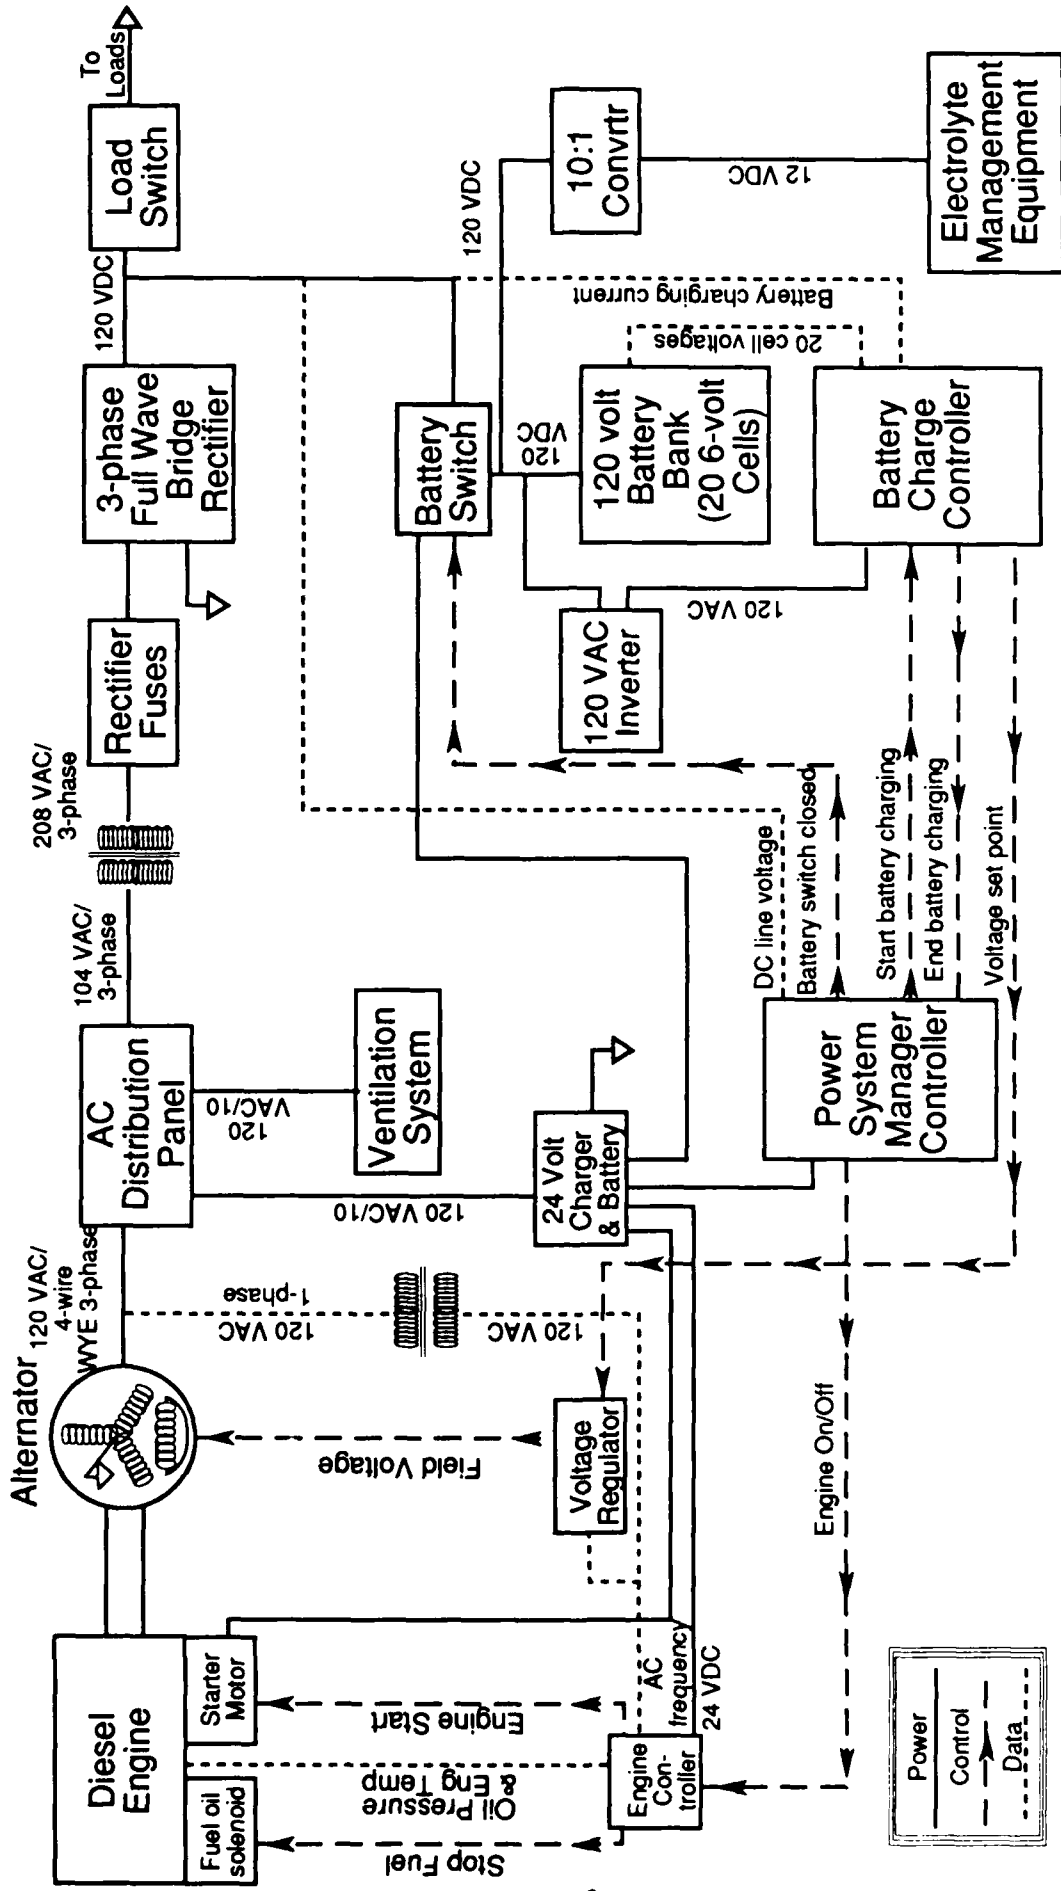 Alternator
120 VAC/
4-wire
WYE 3-phase
Diesel
Engine
Fuel oil
solenoid
Starter
Motor
AC
Distribution
Panel
104 VAC/
3-phase
208 VAC/
3-phase
Rectifier
Fuses
3-phase
Full Wave
Bridge
Rectifier
120 VDC
Load
Switch
To
Loads
Stop Fuel
Oil Pressure
& Eng Temp
Engine Start
Field Voltage
120 VAC
1-phase
120 VAC
120 VAC/10
120
VAC/10
Ventilation
System
Engine
Con-
troller
AC
frequency
24 VDC
Voltage
Regulator
24 Volt
Charger
& Battery
Battery
Switch
120 VDC
120
VDC
10:1
Convrtr
12 VDC
120 VAC
Inverter
120 VAC
120 volt
Battery
Bank
(20 6-volt
Cells)
20 cell voltages
Battery charging current
Electrolyte
Management
Equipment
Engine On/Off
Power
System
Manager
Controller
DC line voltage
Battery switch closed
Start battery charging
End battery charging
Voltage set point
Battery
Charge
Controller
Power
Control
Data